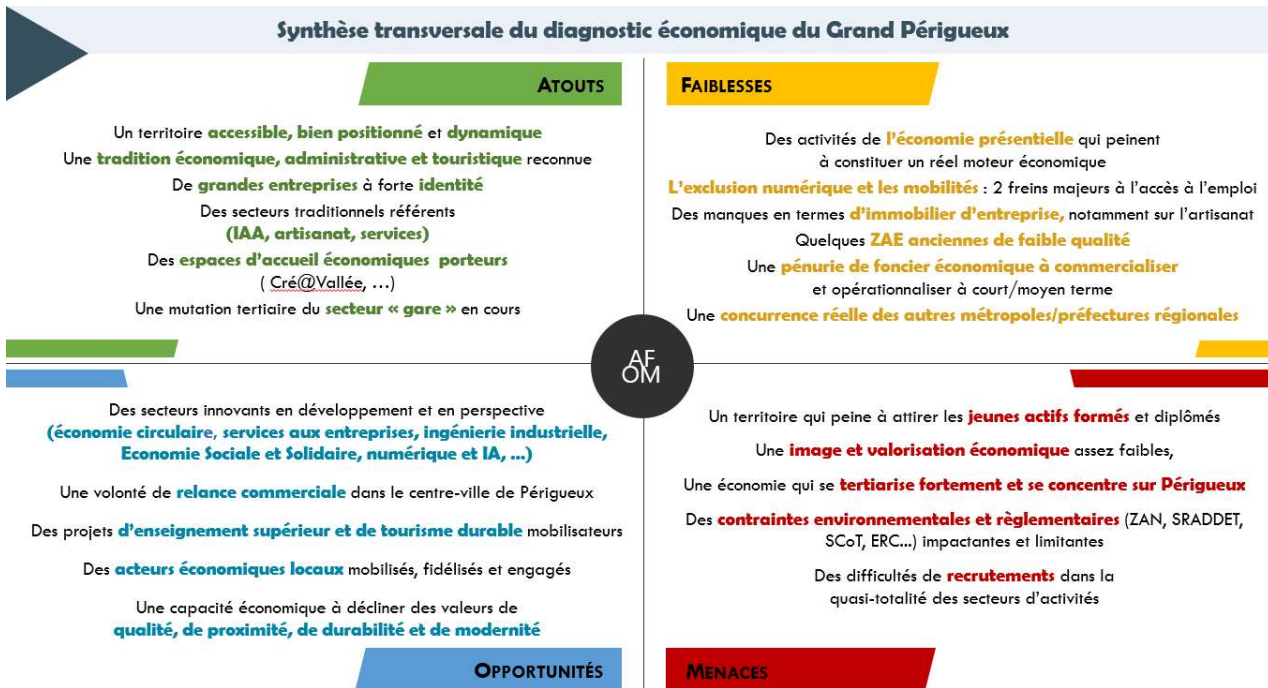 Synthèse transversale du diagnostic économique du Grand Périgueux
ATOUTS
Un territoire accessible, bien positionné et dynamique
Une tradition économique, administrative et touristique reconnue
De grandes entreprises à forte identité
Des secteurs traditionnels référents
(IAA, artisanat, services)
Des espaces d'accueil économiques porteurs
( Cré@Vallée, …)
Une mutation tertiaire du secteur « gare » en cours
FAIBLESSES
Des activités de l'économie présentielle qui peinent
à constituer un réel moteur économique
L'exclusion numérique et les mobilités : 2 freins majeurs à l'accès à l'emploi
Des manques en termes d'immobilier d'entreprise, notamment sur l'artisanat
Quelques ZAE anciennes de faible qualité
Une pénurie de foncier économique à commercialiser
et opérationnaliser à court/moyen terme
Une concurrence réelle des autres métropoles/préfectures régionales
AF
OM
Des secteurs innovants en développement et en perspective
(économie circulaire, services aux entreprises, ingénierie industrielle,
Economie Sociale et Solidaire, numérique et IA, …)
Une volonté de relance commerciale dans le centre-ville de Périgueux
Des projets d'enseignement supérieur et de tourisme durable mobilisateurs
Des acteurs économiques locaux mobilisés, fidélisés et engagés
Une capacité économique à décliner des valeurs de
qualité, de proximité, de durabilité et de modernité
OPPORTUNITÉS
Un territoire qui peine à attirer les jeunes actifs formés et diplômés
Une image et valorisation économique assez faibles,
Une économie qui se tertiarise fortement et se concentre sur Périgueux
Des contraintes environnementales et règlementaires (ZAN, SRADDET,
SCoT, ERC…) impactantes et limitantes
Des difficultés de recrutements dans la
quasi-totalité des secteurs d'activités
MENACES